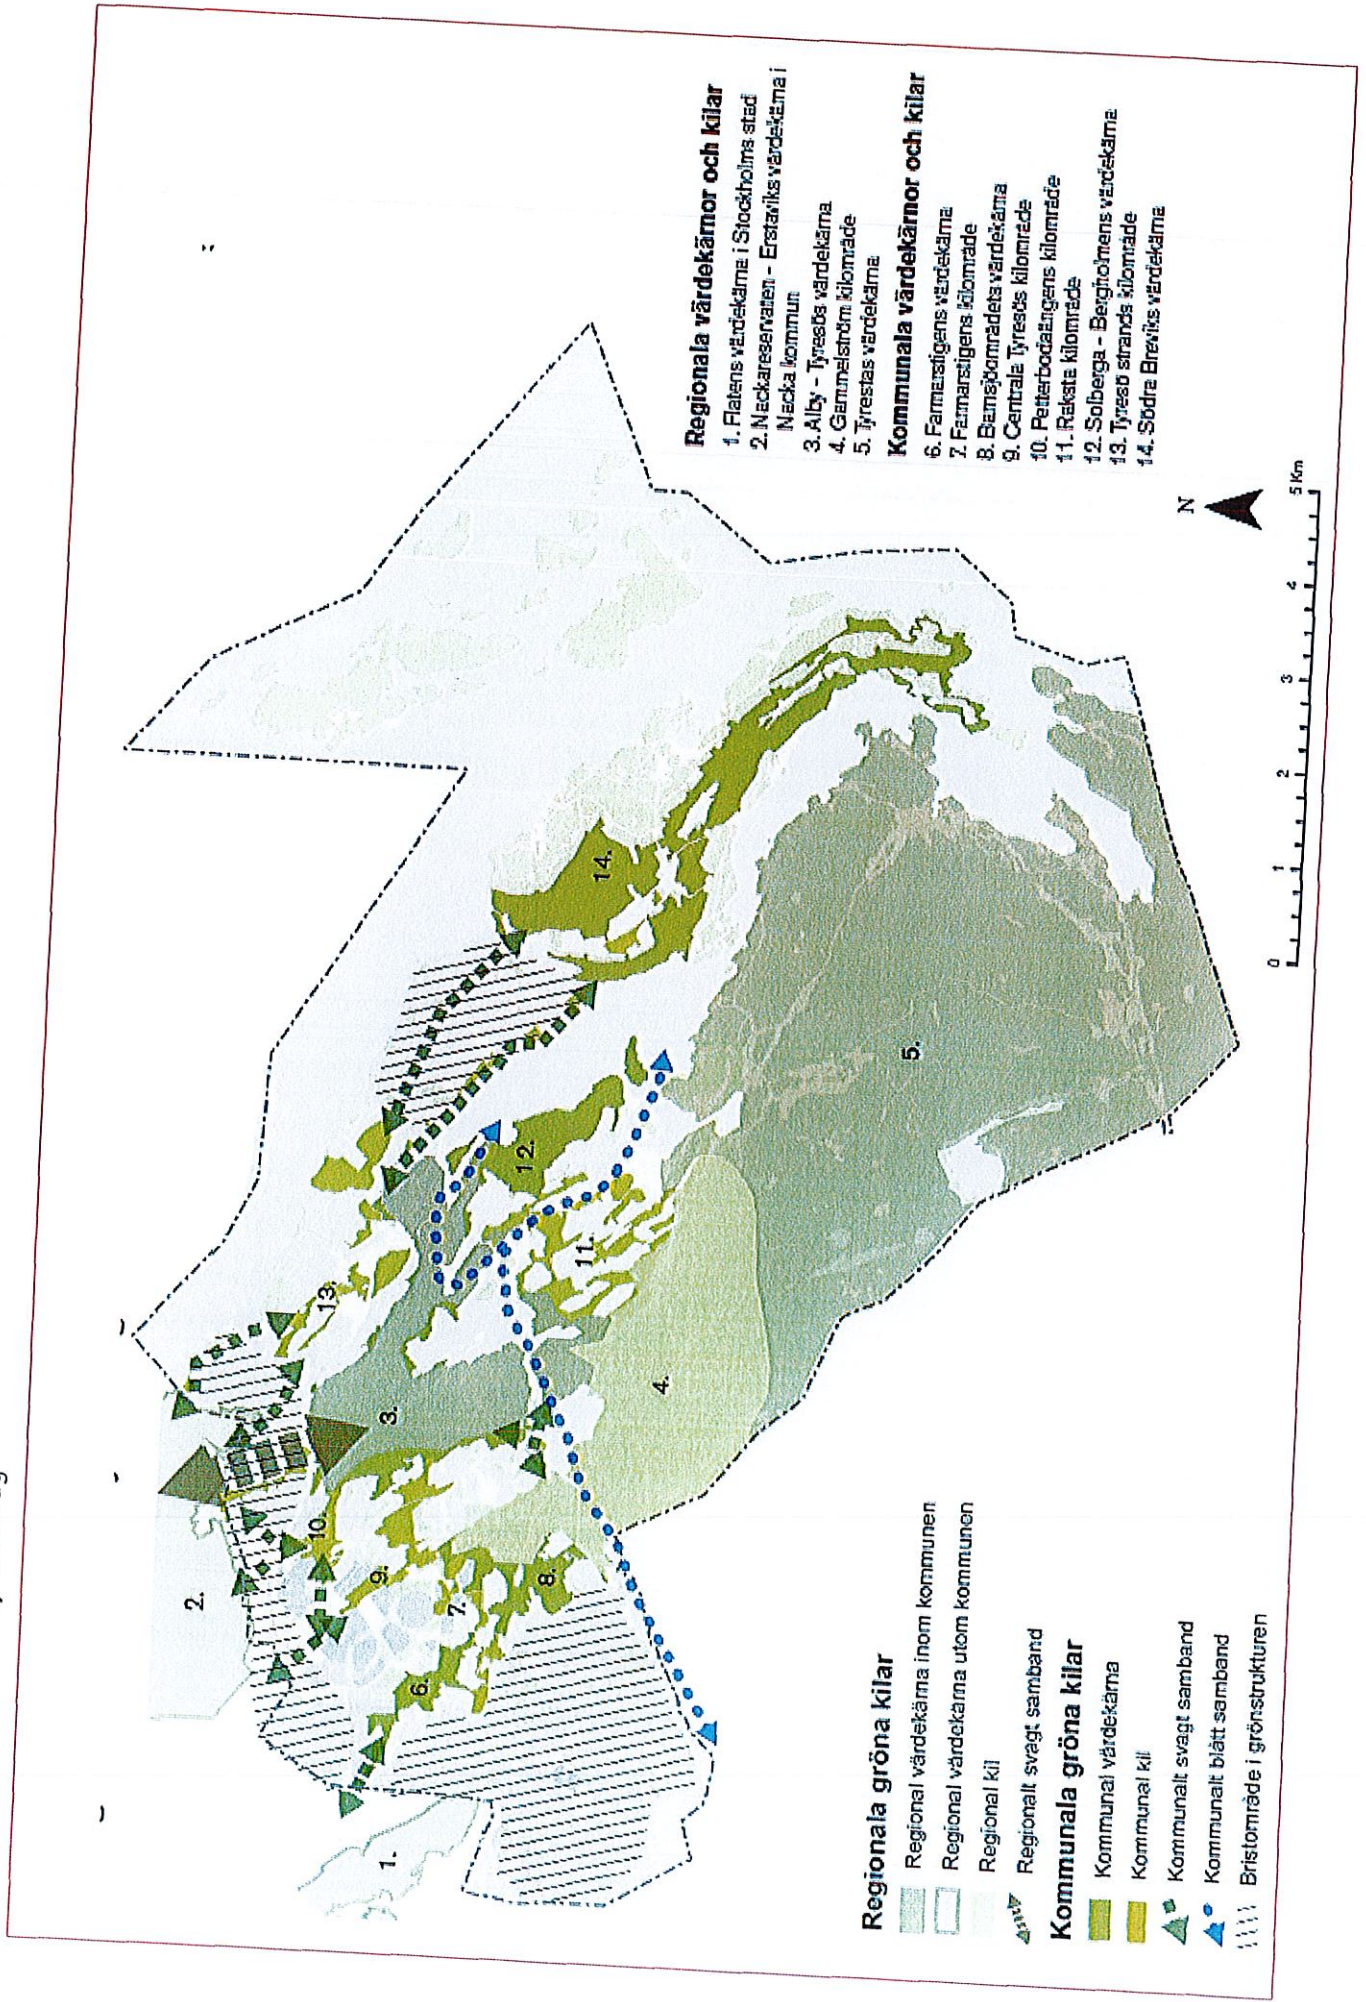 Regionala värdekärnor och kilar
1. Flatens värdekärna i Stockholms stad
2. Nackareservaten - Erstaviks värdekärna i
Nacka kommun
3. Alby - Tyresös värdekärna
4. Gammelström kilområde
5. Tyrestas värdekärna
Kommunala värdekärnor och kilar
6. Farmarstigens värdekärna
7. Farmarstigens kilområde
8. Barnsjöområdets värdekärna
9. Centrala Tyresös kilområde
10. Petterbodaängens kilområde
11. Raksta kilområde
12. Solberga - Bergholmens värdekärna
13. Tyresö strands kilområde
14. Södra Breviks värdekärna
1.
2.
3.
4.
5.
6.
7.
8.
9.
10.
11.
12.
13.
14.
N
0 1 2 3 4 5 Km
Regionala gröna kilar
Regional värdekärna inom kommunen
Regional värdekärna utom kommunen
Regional kil
Regionalt svagt samband
Kommunala gröna kilar
Kommunal värdekärna
Kommunal kil
Kommunalt svagt samband
Kommunalt blått samband
Bristområde i grönstrukturen